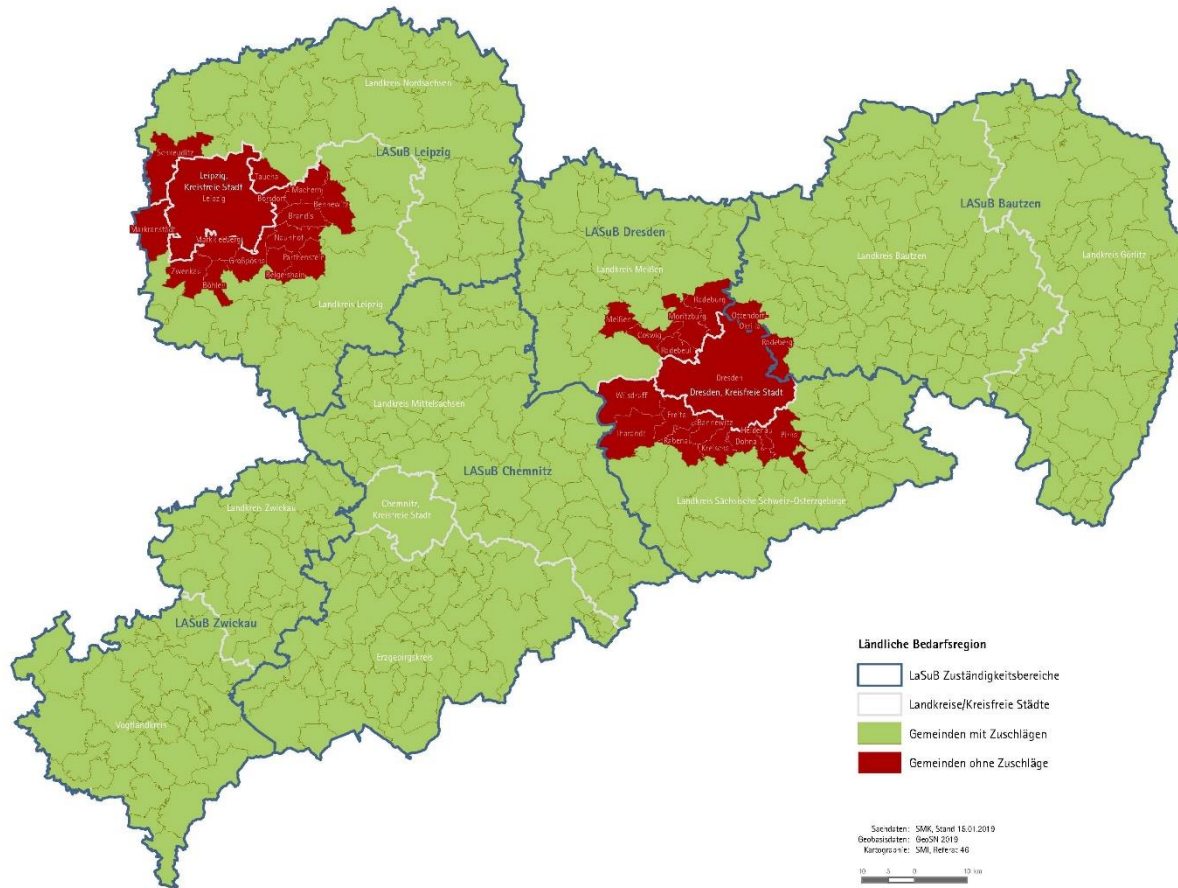 Landkreis Nordsachsen
LASuB Leipzig
Schkeuditz
Leipzig,
Kreisfreie Stadt
Leipzig
Taucha
Machern
Borsdorf
Bennewitz
Brandis
Markranstädt
Markkleeberg
Naunhof
Großpösna
Parthenstein
Zwenkau
Belgershain
Böhlen
Landkreis Leipzig
LASuB Dresden
Landkreis Meißen
Radeburg
Moritzburg
Meißen
Coswig
Radebeul
Ottendorf
Okrilla
Radeberg
Dresden
Dresden, Kreisfreie Stadt
Wilsdruff
Freital
Bannewitz
Heidenau
Tharandt
Rabenau
Kreischa
Dohna
Pirna
LASuB Bautzen
Landkreis Bautzen
Landkreis Görlitz
Landkreis Mittelsachsen
LASuB Chemnitz
Landkreis Sächsische Schweiz-Osterzgebirge
Landkreis Zwickau
Chemnitz,
Kreisfreie Stadt
LASuB Zwickau
Erzgebirgskreis
Vogtlandkreis
Ländliche Bedarfsregion
LaSuB Zuständigkeitsbereiche
Landkreise/Kreisfreie Städte
Gemeinden mit Zuschlägen
Gemeinden ohne Zuschläge
Sachdaten: SMK, Stand 15.01.2019
Geobasisdaten: GeoSN 2019
Kartographie: SMI, Referat 46
10 5 0 10 km